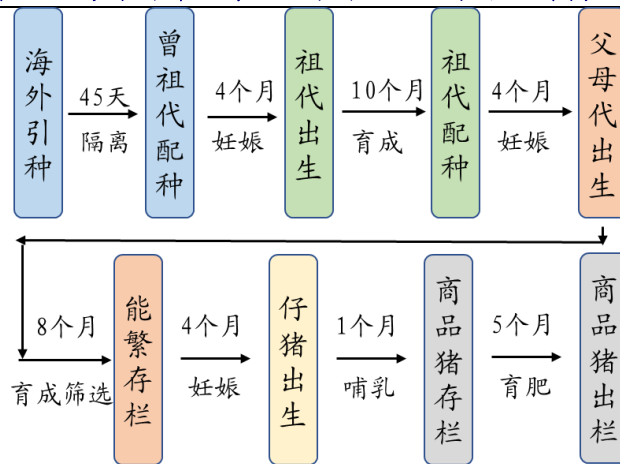 海外引种
45天
隔离
曾祖代配种
4个月
妊娠
祖代出生
10个月
育成
祖代配种
4个月
妊娠
父母代出生
8个月
育成筛选
能繁存栏
4个月
妊娠
仔猪出生
1个月
哺乳
商品猪存栏
5个月
育肥
商品猪出栏